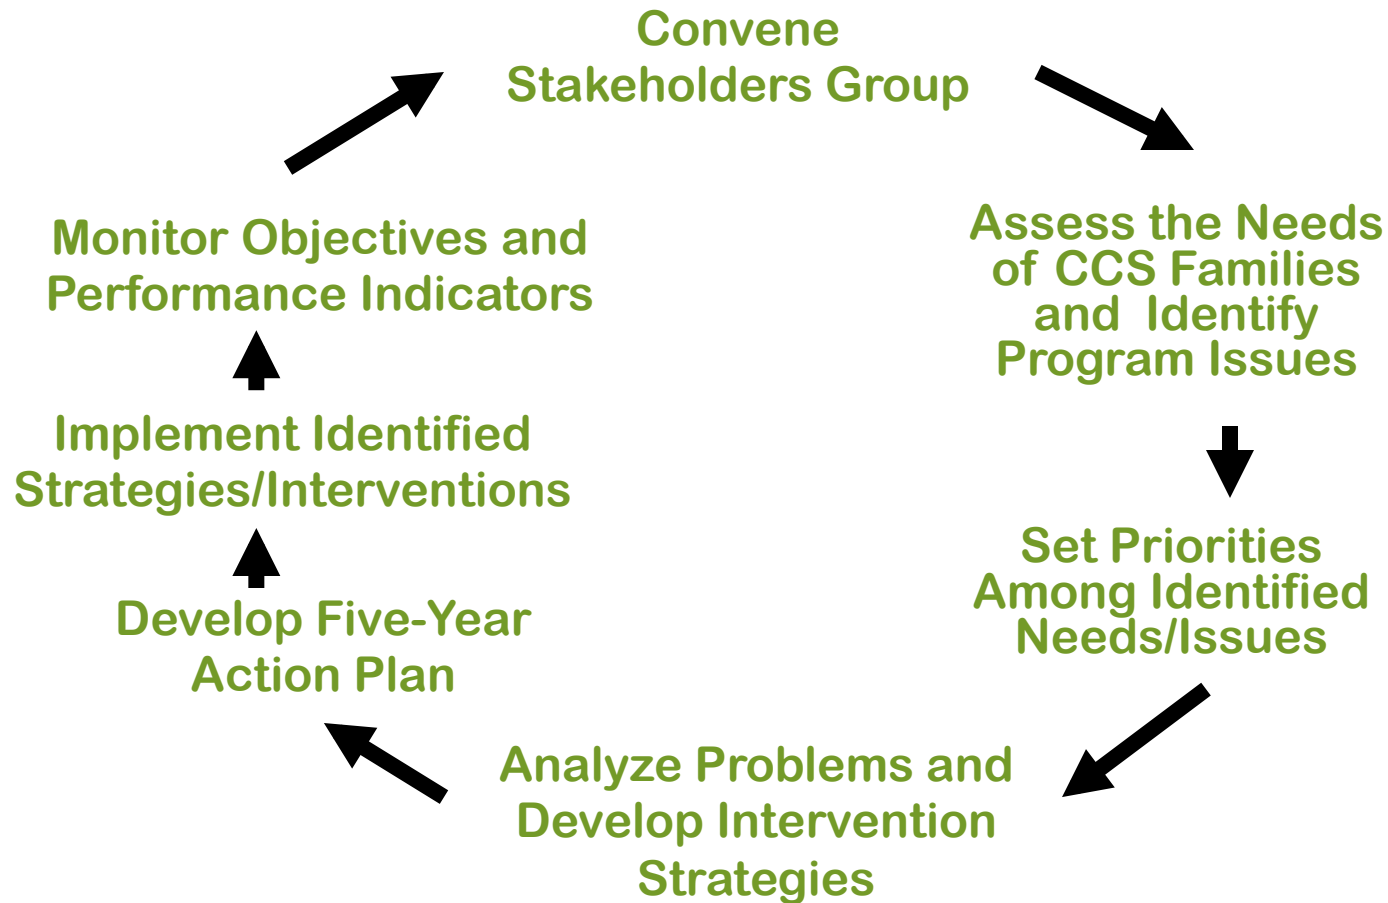 Convene
Stakeholders Group
Assess the Needs
of CCS Families
and Identify
Program Issues
Set Priorities
Among Identified
Needs/Issues
Analyze Problems and
Develop Intervention
Strategies
Develop Five-Year
Action Plan
Implement Identified
Strategies/Interventions
Monitor Objectives and
Performance Indicators